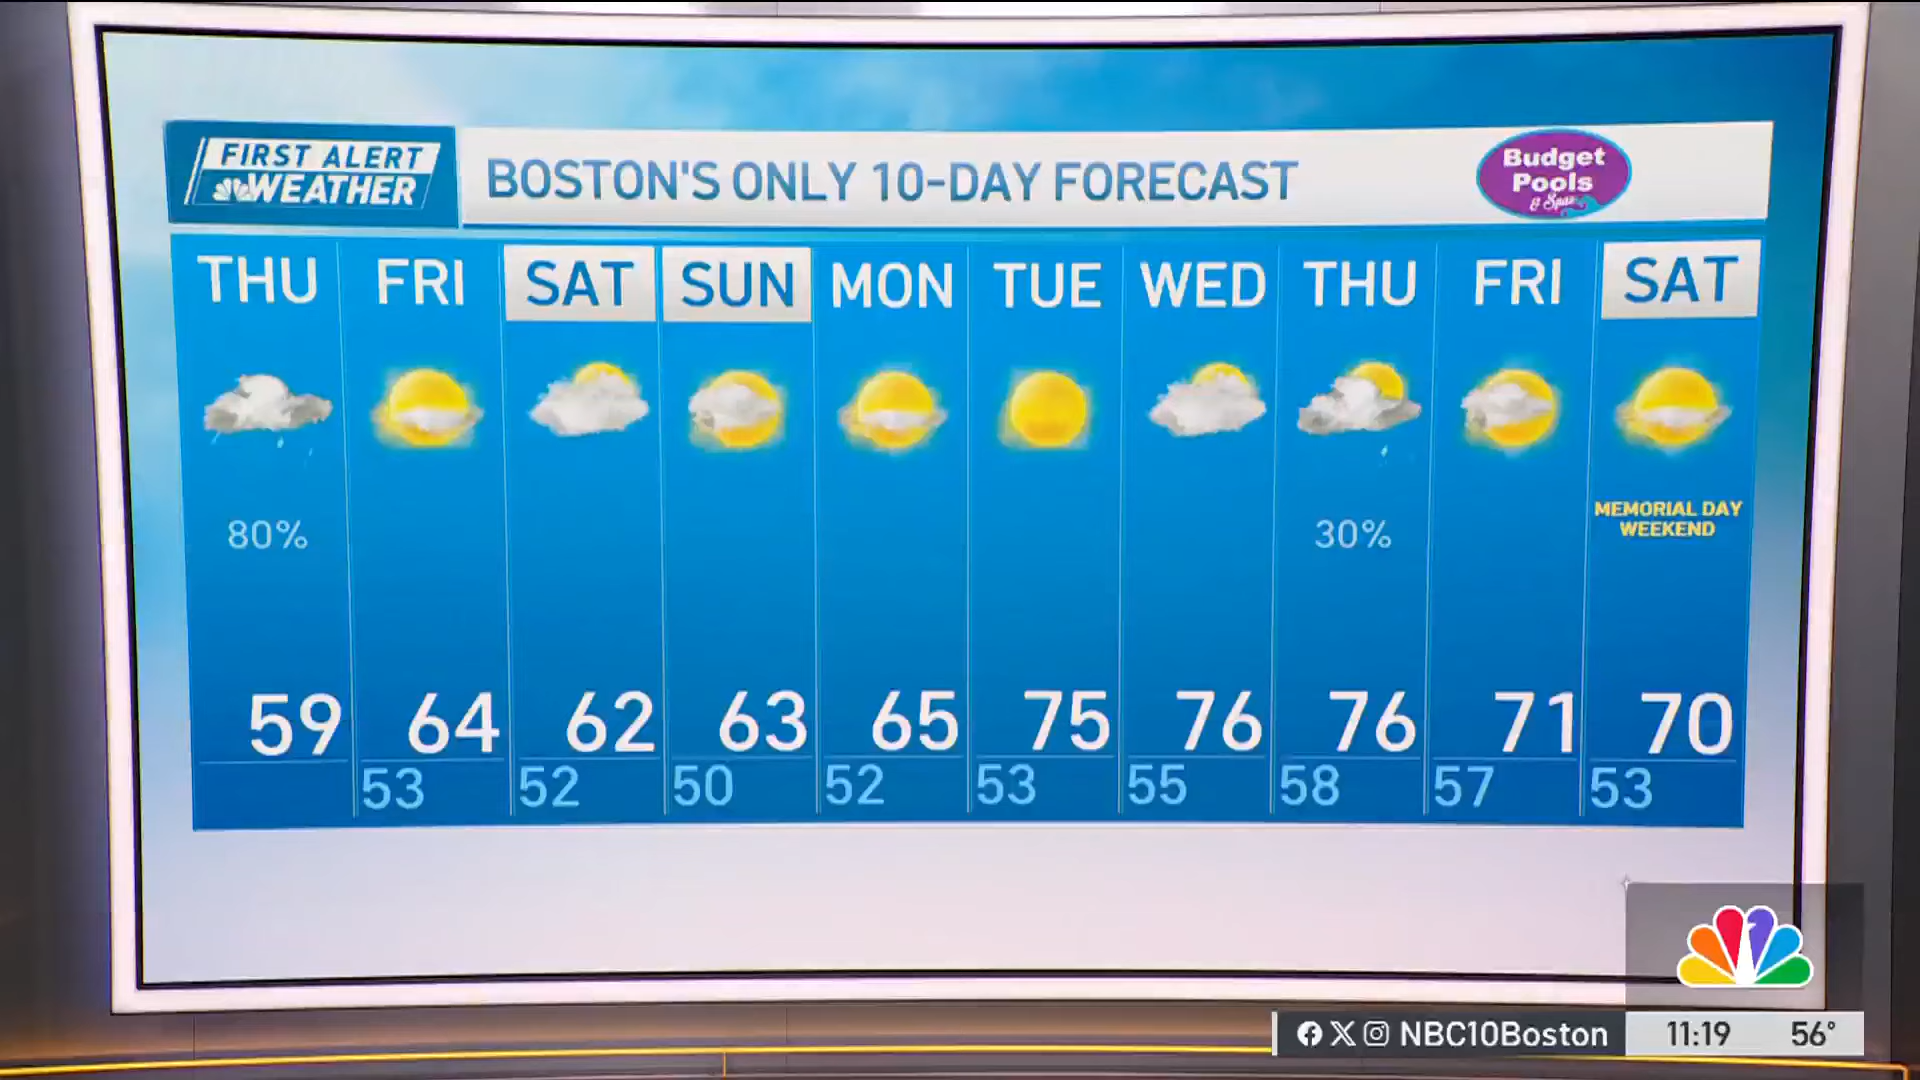 FIRST ALERT
WEATHER
BOSTON'S ONLY 10-DAY FORECAST
Budget
Pools
& Spas
THU FRI SAT SUN MON TUE WED THU FRI SAT
MEMORIAL DAY
WEEKEND
80% 30%
59 64 62 63 65 75 76 76 71 70
53 52 50 52 53 55 58 57 53
NBC10Boston 11:19 56°